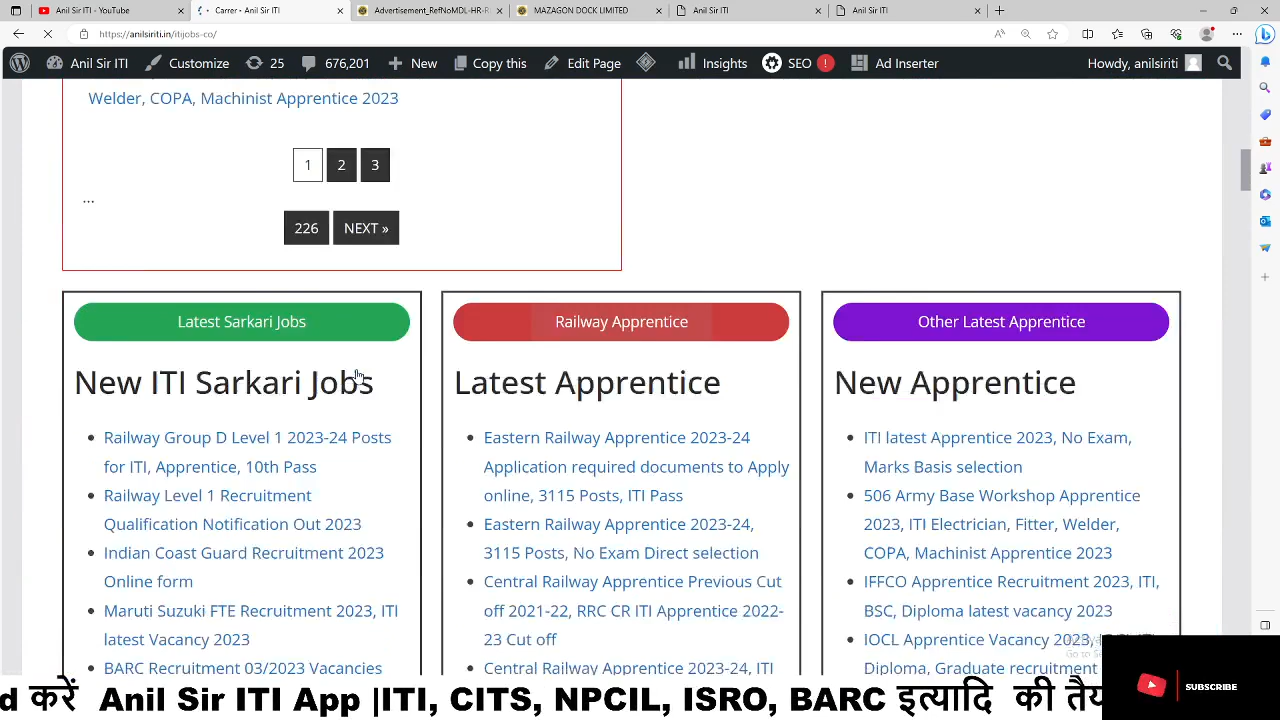 Anil Sir ITI - YouTube
Carrer - Anil Sir ITI
Advertisement_RefNoMDL-HR-R
MAZAGON DOCK LIMITED
Anil Sir ITI
Anil Sir ITI
https://anilsiriti.in/itijobs-co/
Anil Sir ITI
Customize
25
676,201
New
Copy this
Edit Page
Insights
SEO
!
Ad Inserter
Howdy, anilsiriti
Welder, COPA, Machinist Apprentice 2023
1 2 3
...
226 NEXT »
Latest Sarkari Jobs
New ITI Sarkari Jobs
Railway Group D Level 1 2023-24 Posts
for ITI, Apprentice, 10th Pass
Railway Level 1 Recruitment
Qualification Notification Out 2023
Indian Coast Guard Recruitment 2023
Online form
Maruti Suzuki FTE Recruitment 2023, ITI
latest Vacancy 2023
BARC Recruitment 03/2023 Vacancies
Railway Apprentice
Latest Apprentice
Eastern Railway Apprentice 2023-24
Application required documents to Apply
online, 3115 Posts, ITI Pass
Eastern Railway Apprentice 2023-24,
3115 Posts, No Exam Direct selection
Central Railway Apprentice Previous Cut
off 2021-22, RRC CR ITI Apprentice 2022-
23 Cut off
Central Railway Apprentice 2023-24, ITI
Other Latest Apprentice
New Apprentice
ITI latest Apprentice 2023, No Exam,
Marks Basis selection
506 Army Base Workshop Apprentice
2023, ITI Electrician, Fitter, Welder,
COPA, Machinist Apprentice 2023
IFFCO Apprentice Recruitment 2023, ITI,
BSC, Diploma latest vacancy 2023
IOCL Apprentice Vacancy 2023,
Diploma, Graduate recruitment
d करें Anil Sir ITI App |ITI, CITS, NPCIL, ISRO, BARC इत्यादि की तैय
SUBSCRIBE